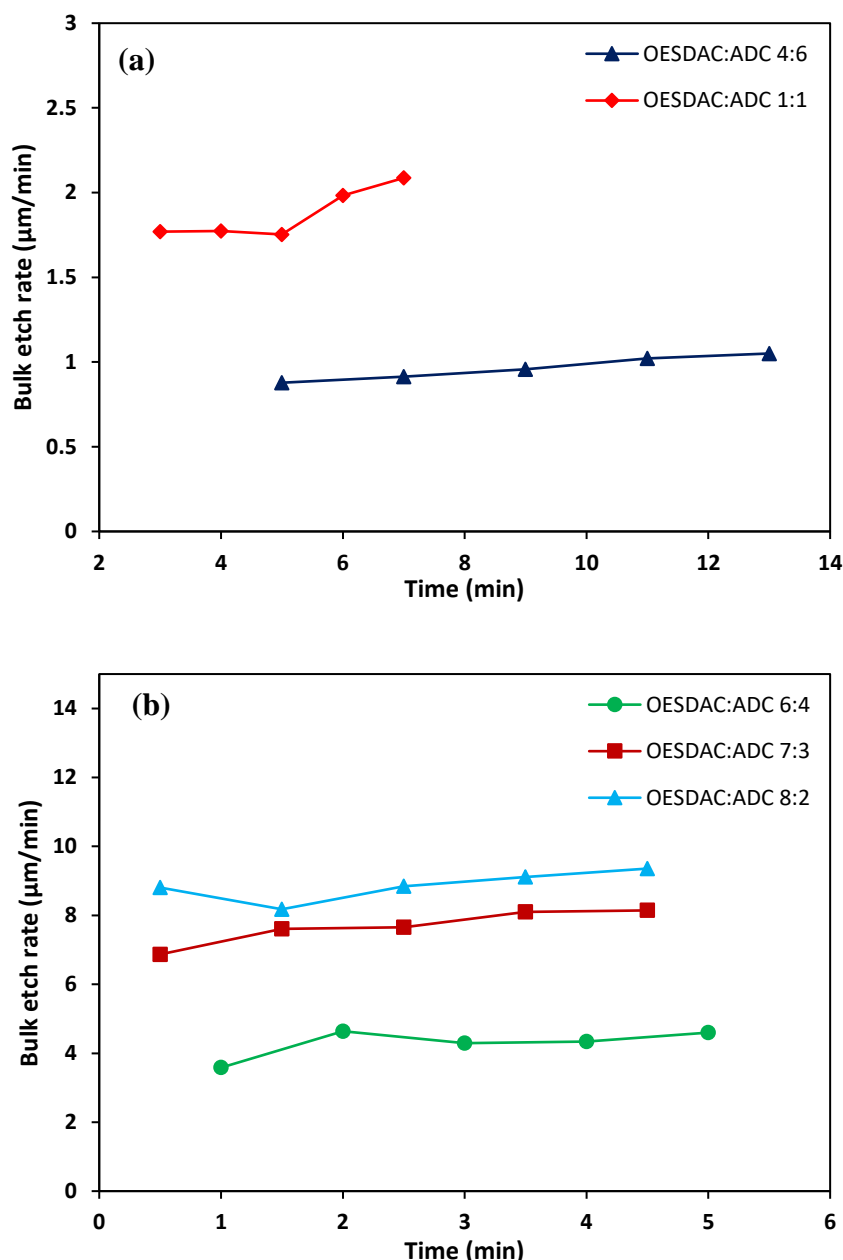 (a)
OESDAC:ADC 4:6
OESDAC:ADC 1:1
Bulk etch rate (μm/min)
3
2.5
2
1.5
1
0.5
0
2 4 6 8 10 12 14
Time (min)
(b)
OESDAC:ADC 6:4
OESDAC:ADC 7:3
OESDAC:ADC 8:2
Bulk etch rate (μm/min)
14
12
10
8
6
4
2
0
0 1 2 3 4 5 6
Time (min)